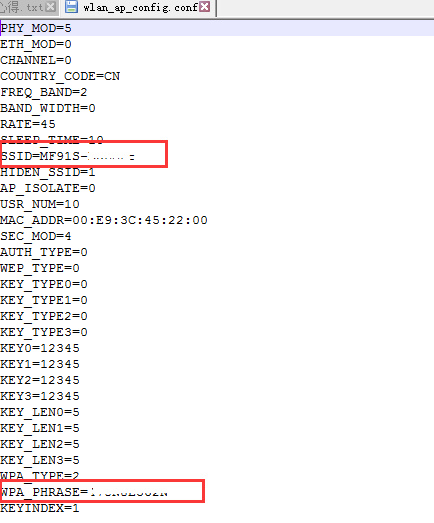 心得.txt wlan_ap_config.conf
PHY_MOD=5
ETH_MOD=0
CHANNEL=0
COUNTRY_CODE=CN
FREQ_BAND=2
BAND_WIDTH=0
RATE=45
SLEEP_TIME=10
SSID=MF91S-
HIDEN_SSID=1
AP_ISOLATE=0
USR_NUM=10
MAC_ADDR=00:E9:3C:45:22:00
SEC_MOD=4
AUTH_TYPE=0
WEP_TYPE=0
KEY_TYPE0=0
KEY_TYPE1=0
KEY_TYPE2=0
KEY_TYPE3=0
KEY0=12345
KEY1=12345
KEY2=12345
KEY3=12345
KEY_LEN0=5
KEY_LEN1=5
KEY_LEN2=5
KEY_LEN3=5
WPA_TYPE=2
WPA_PHRASE=
KEYINDEX=1